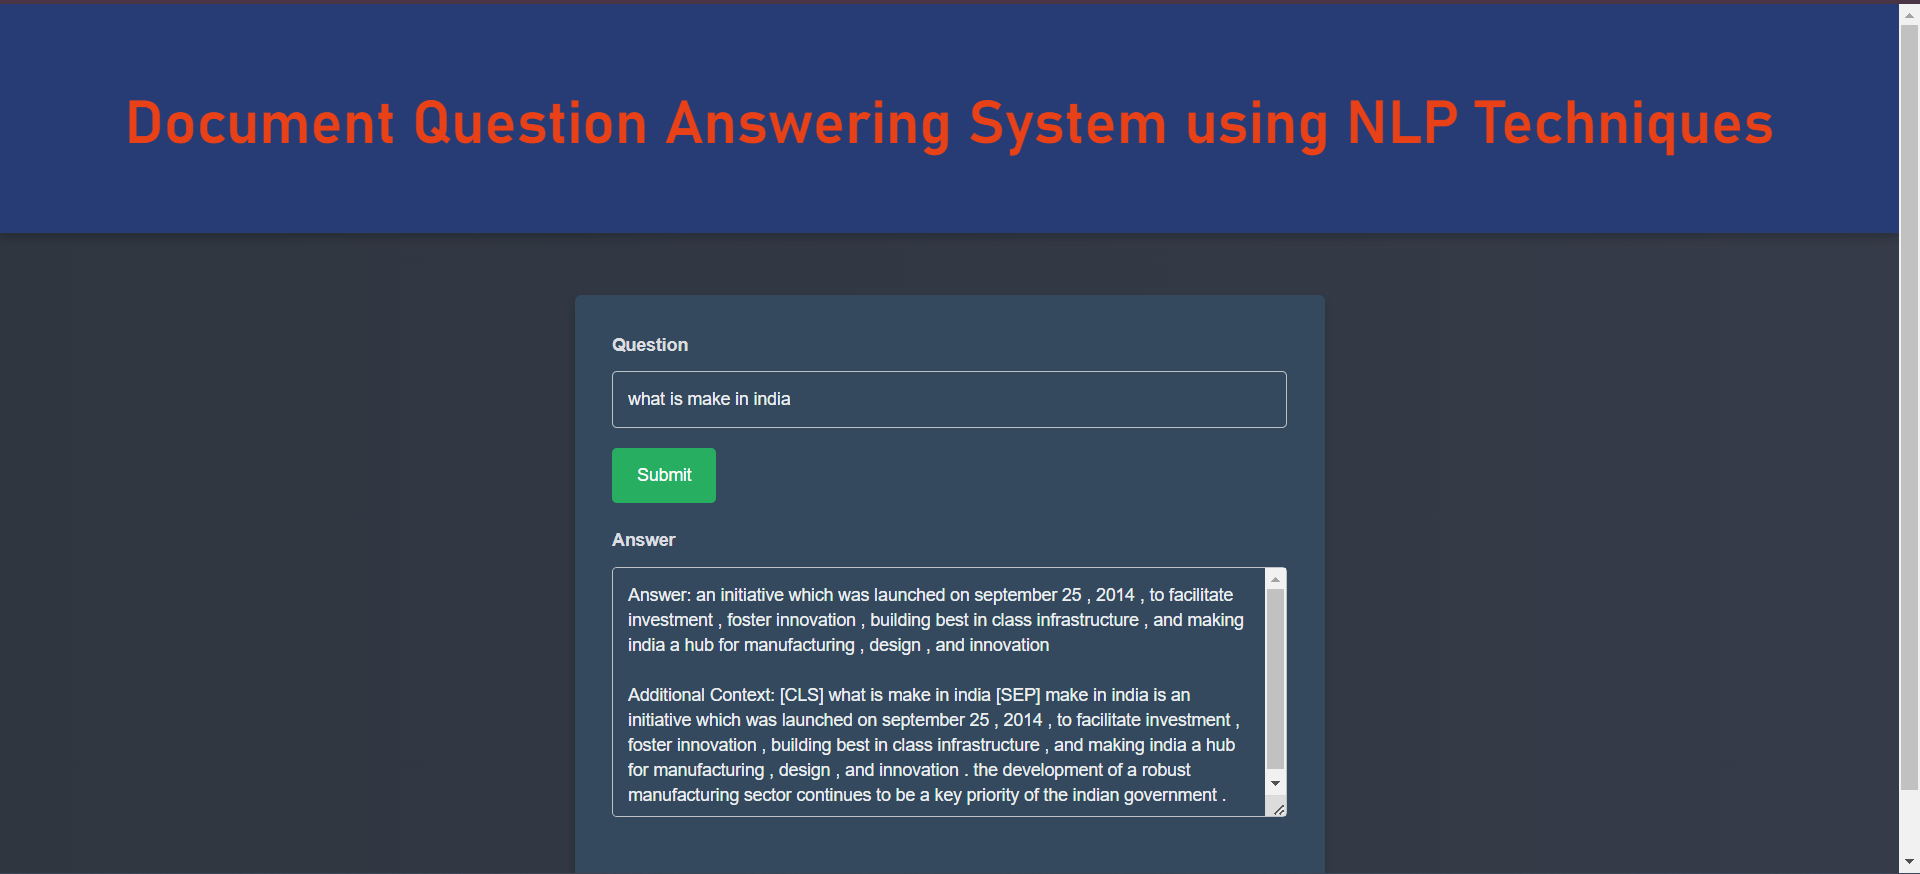 Document Question Answering System using NLP Techniques
Question
what is make in india
Submit
Answer
Answer: an initiative which was launched on september 25 , 2014 , to facilitate
investment , foster innovation , building best in class infrastructure , and making
india a hub for manufacturing , design , and innovation
Additional Context: [CLS] what is make in india [SEP] make in india is an
initiative which was launched on september 25 , 2014 , to facilitate investment ,
foster innovation , building best in class infrastructure , and making india a hub
for manufacturing , design , and innovation . the development of a robust
manufacturing sector continues to be a key priority of the indian government .